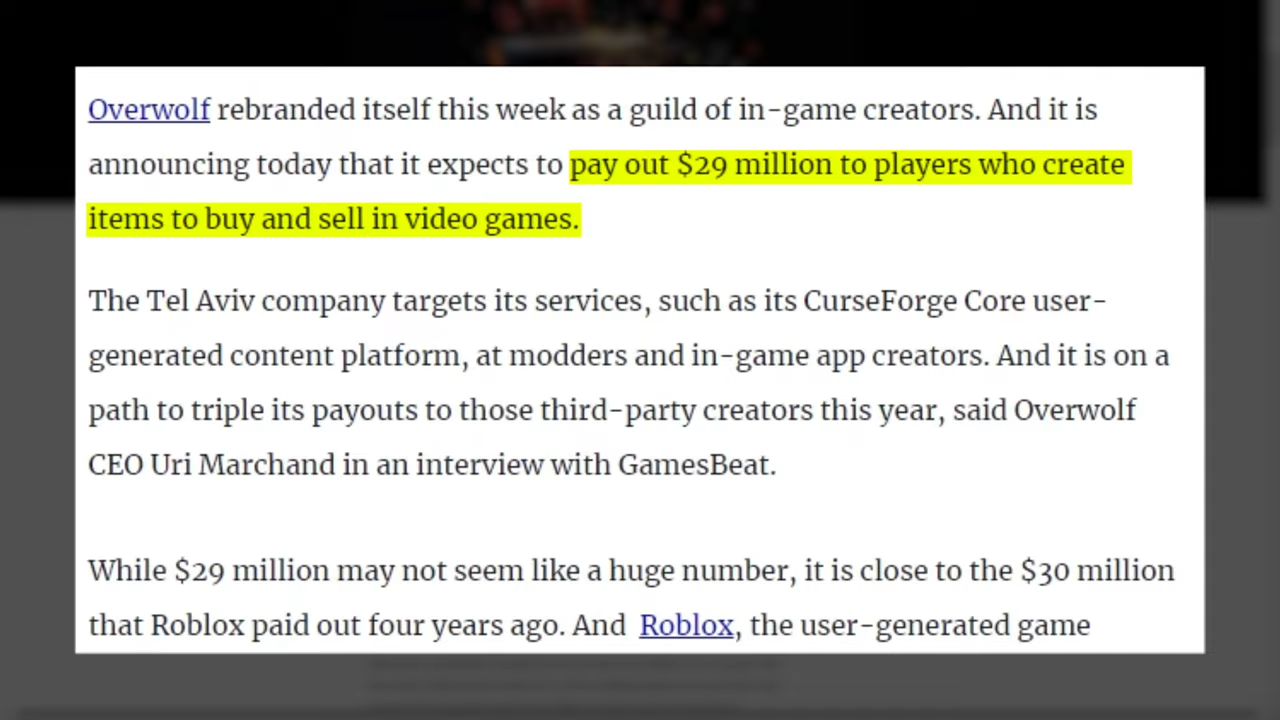 Overwolf rebranded itself this week as a guild of in-game creators. And it is
announcing today that it expects to pay out $29 million to players who create
items to buy and sell in video games.
The Tel Aviv company targets its services, such as its CurseForge Core user-
generated content platform, at modders and in-game app creators. And it is on a
path to triple its payouts to those third-party creators this year, said Overwolf
CEO Uri Marchand in an interview with GamesBeat.
While $29 million may not seem like a huge number, it is close to the $30 million
that Roblox paid out four years ago. And Roblox, the user-generated game